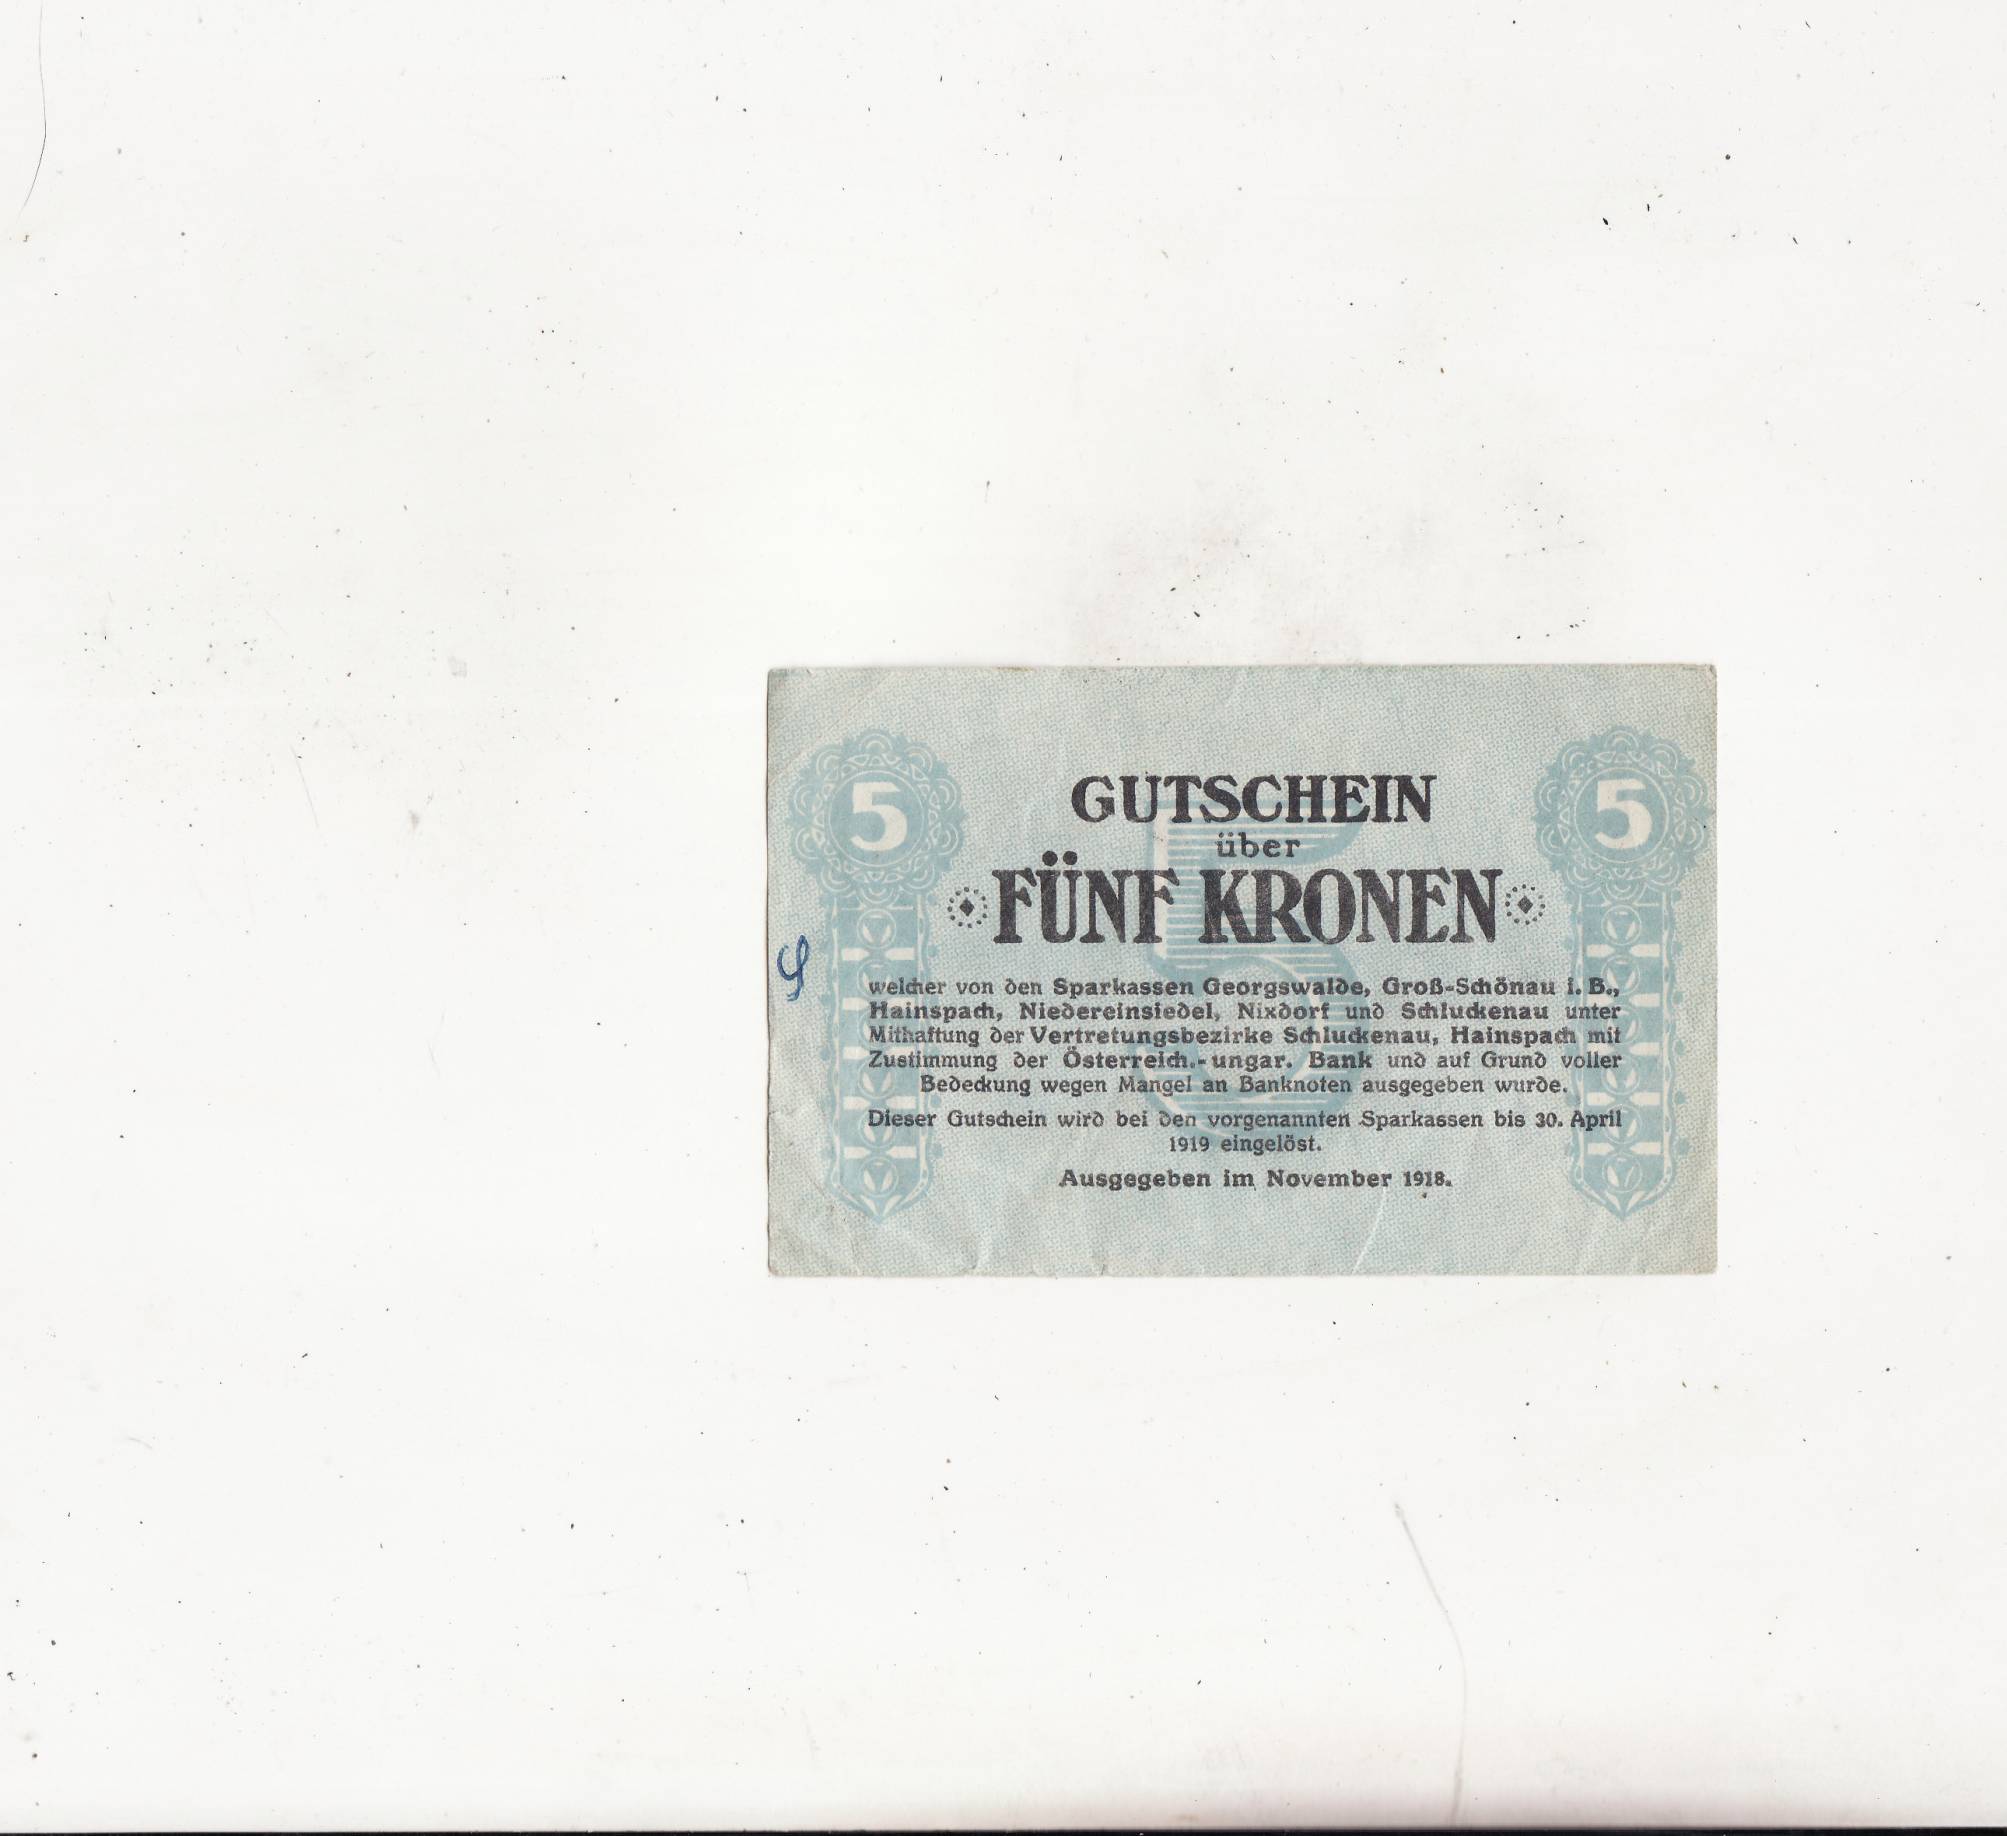 5
5
GUTSCHEIN
über
FÜNF KRONEN
welcher von den Sparkassen Georgswalde, Groß-Schönau i. B.,
Hainspach, Niedereinsiedel, Nixdorf und Schluckenau unter
Mithaftung der Vertretungsbezirke Schluckenau, Hainspach mit
Zustimmung der Österreich.-ungar. Bank und auf Grund voller
Bedeckung wegen Mangel an Banknoten ausgegeben wurde.
Dieser Gutschein wird bei den vorgenannten Sparkassen bis 30. April
1919 eingelöst.
Ausgegeben im November 1918.
5